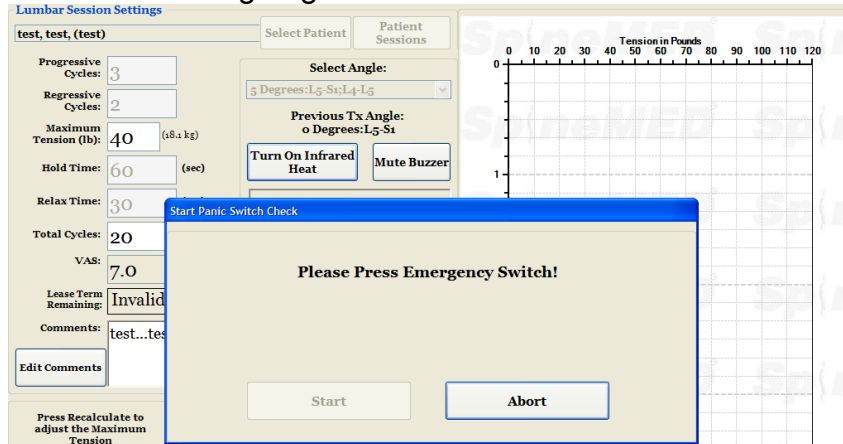 Lumbar Session Settings
test, test, (test)
Select Patient
Patient
Sessions
Progressive
Cycles:
3
Regressive
Cycles:
2
Maximum
Tension (lb):
40
(18.1 kg)
Hold Time:
60
(sec)
Relax Time:
30
Total Cycles:
20
VAS:
7.0
Lease Term
Remaining:
Invalid
Comments:
test...tes
Edit Comments
Press Recalculate to
adjust the Maximum
Tension
Select Angle:
5 Degrees:L5-S1;L4-L5
Previous Tx Angle:
0 Degrees:L5-S1
Turn On Infrared
Heat
Mute Buzzer
Start Panic Switch Check
Please Press Emergency Switch!
Start
Abort
SpineMED
Tension in Pounds
0 10 20 30 40 50 60 70 80 90 100 110 120
0
SpineMED
1